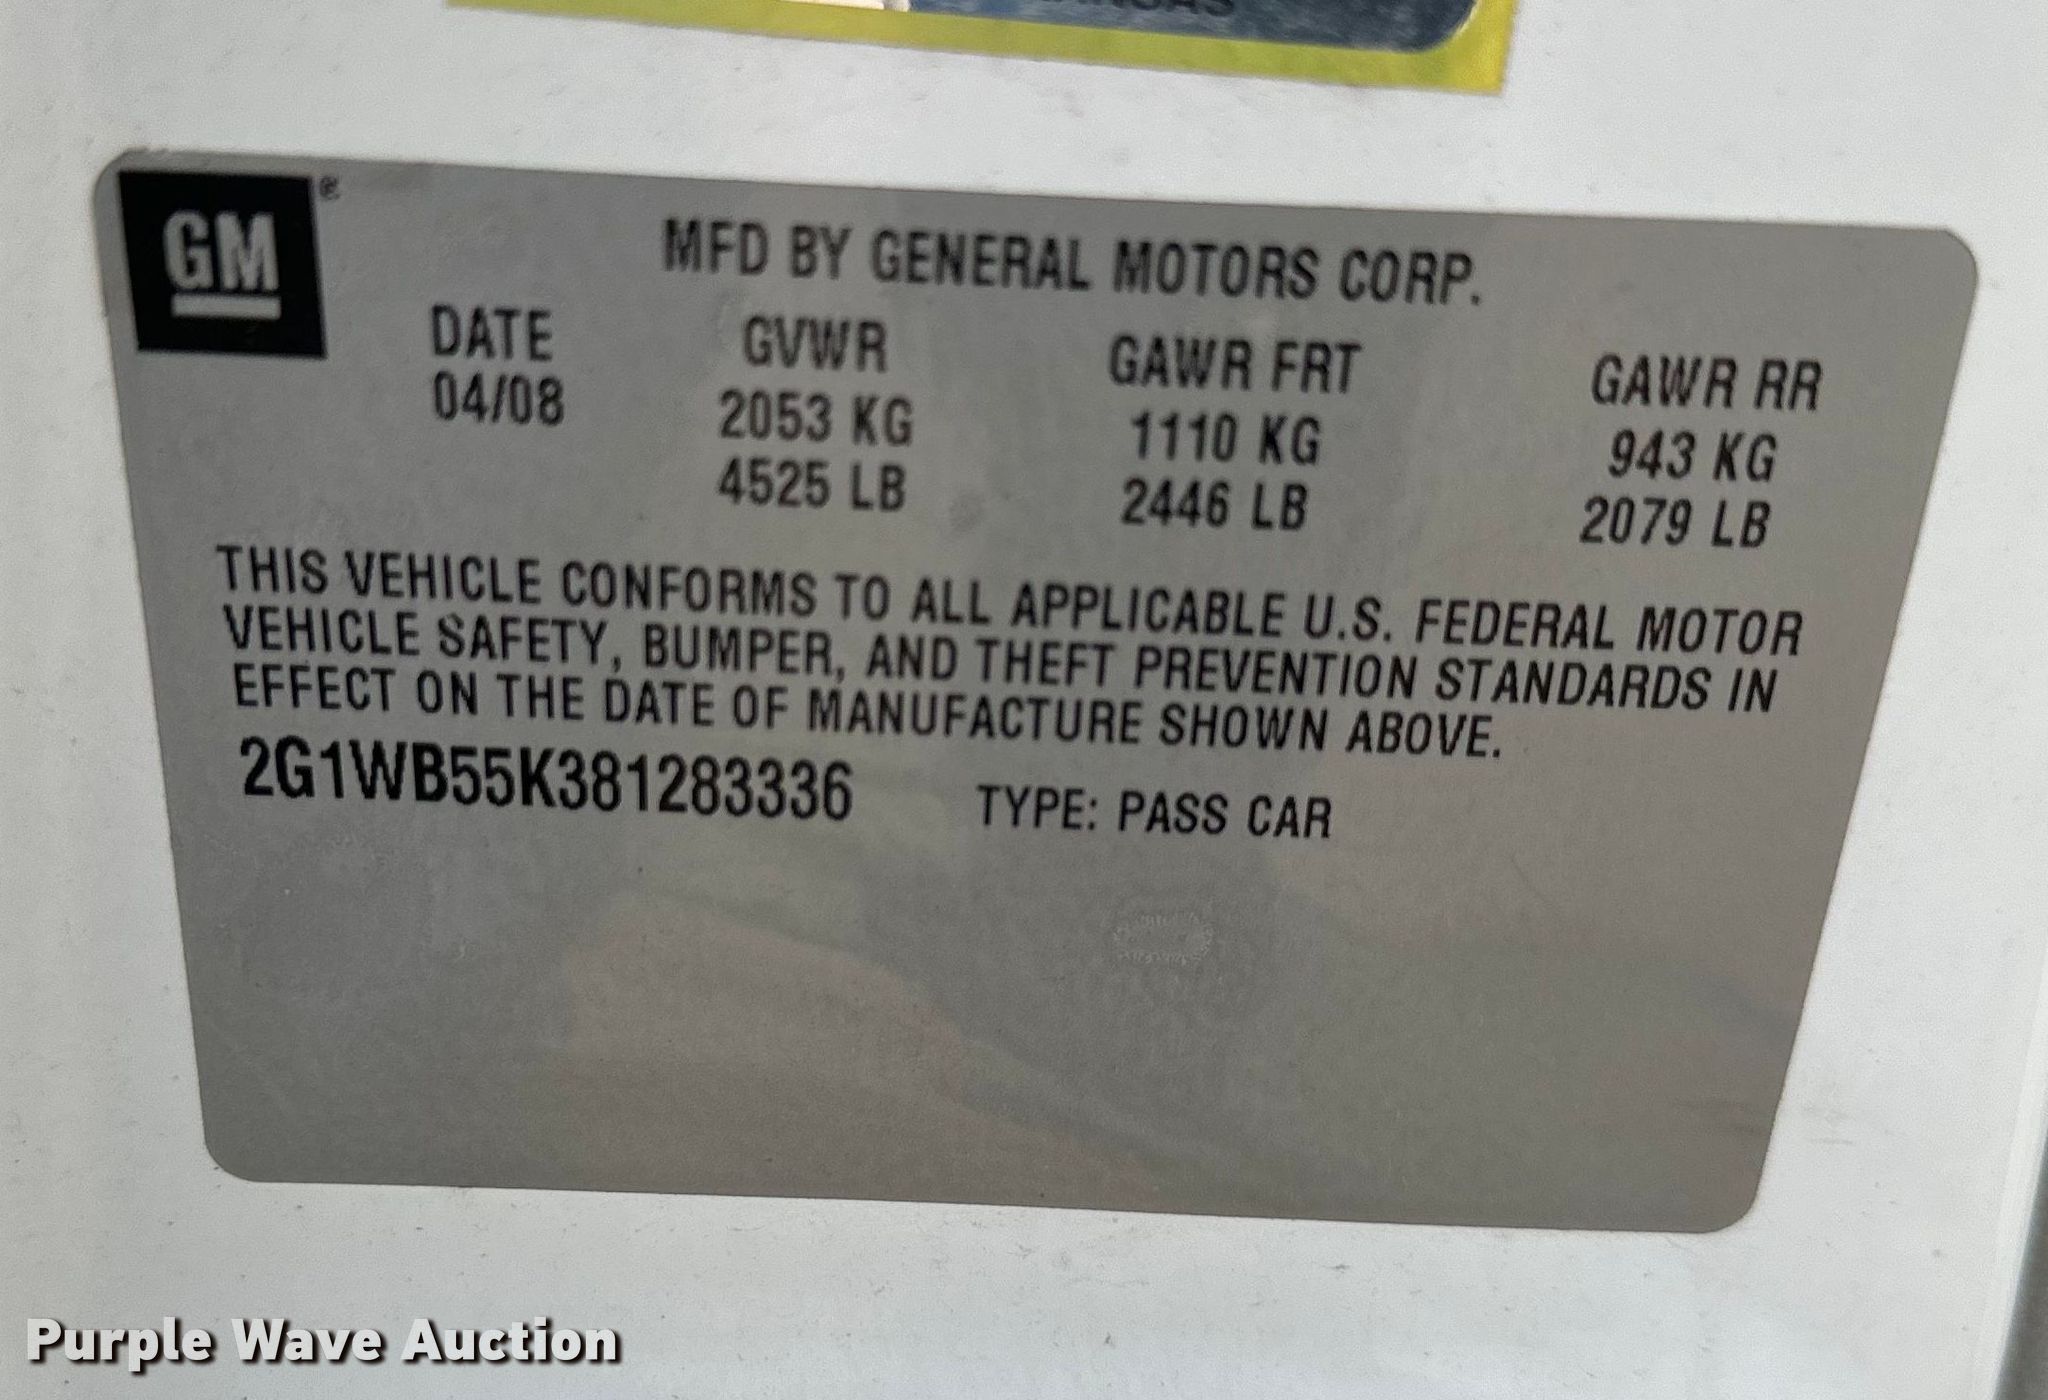 GM ®
MFD BY GENERAL MOTORS CORP.
DATE GVWR GAWR FRT GAWR RR
04/08 2053 KG 1110 KG 943 KG
4525 LB 2446 LB 2079 LB
THIS VEHICLE CONFORMS TO ALL APPLICABLE U.S. FEDERAL MOTOR
VEHICLE SAFETY, BUMPER, AND THEFT PREVENTION STANDARDS IN
EFFECT ON THE DATE OF MANUFACTURE SHOWN ABOVE.
2G1WB55K381283336 TYPE: PASS CAR
Purple Wave Auction